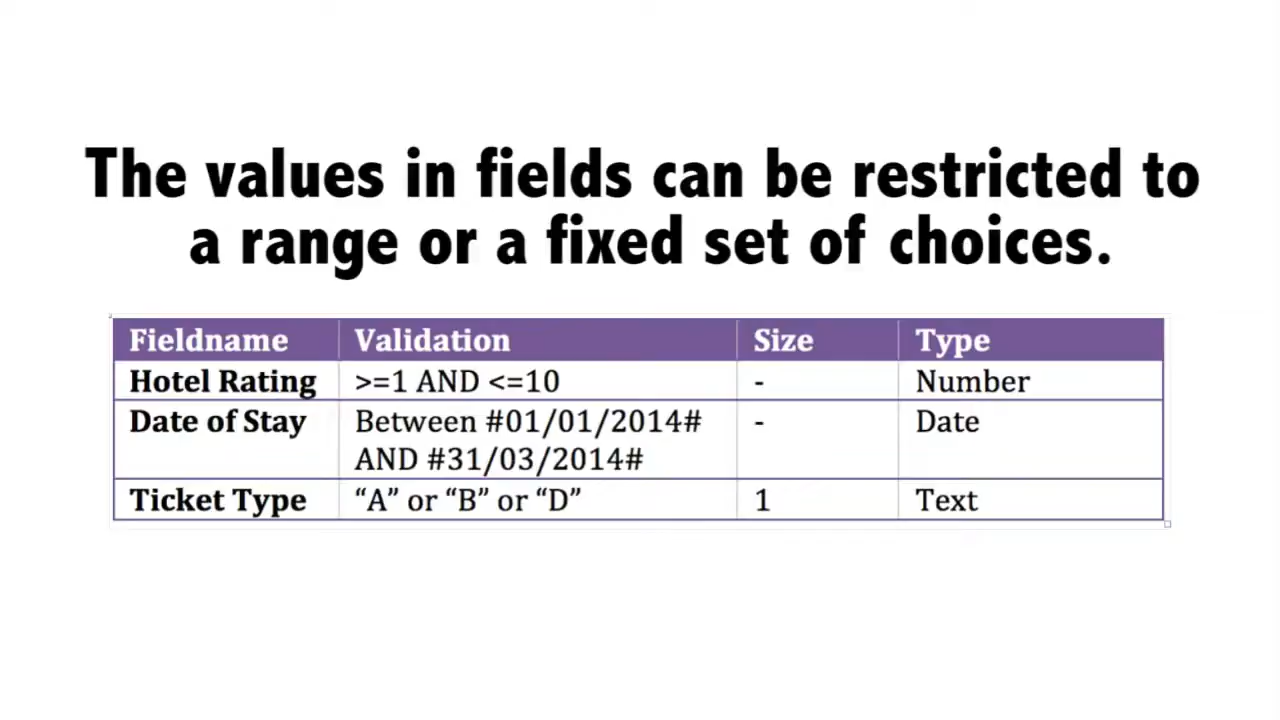 The values in fields can be restricted to
a range or a fixed set of choices.
Fieldname Validation Size Type
Hotel Rating >=1 AND <=10 - Number
Date of Stay Between #01/01/2014# - Date
AND #31/03/2014#
Ticket Type “A” or “B” or “D” 1 Text